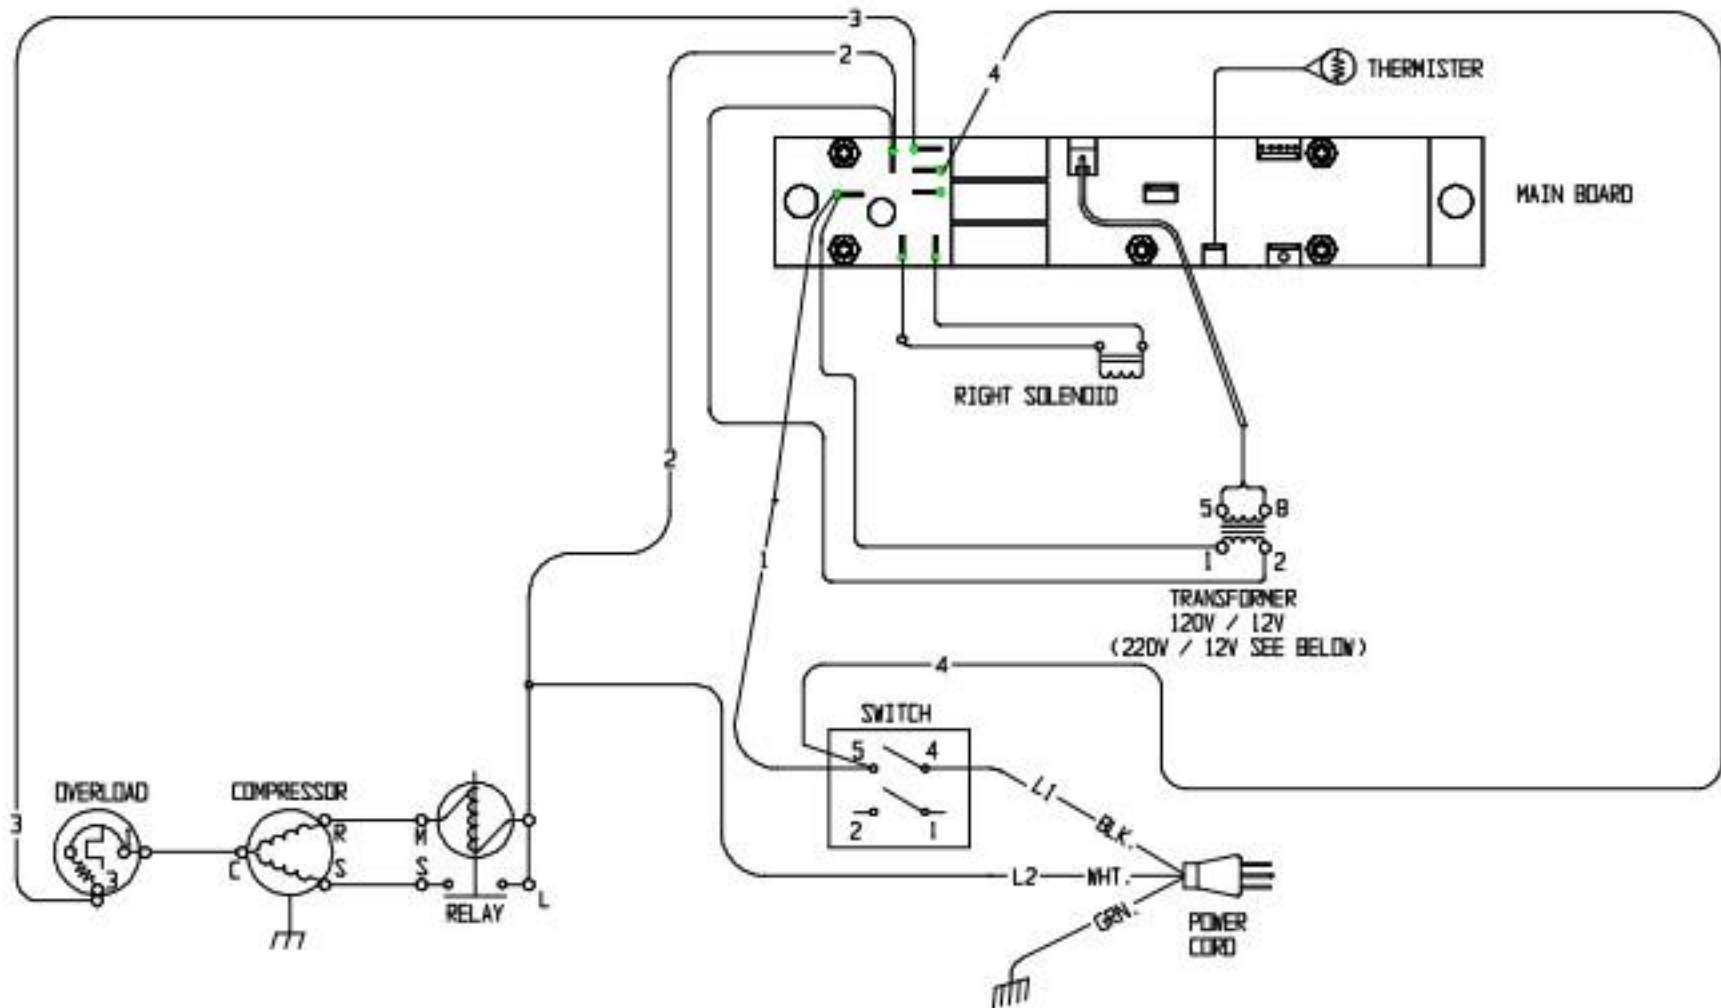 3
2
4
THERMISTER
MAIN BOARD
RIGHT SOLENOID
2
5 8
1
1 2
TRANSFORMER
120V / 12V
(220V / 12V SEE BELOW)
4
SWITCH
5 4
2 1
L1
BLK.
L2 WHT.
GRN.
POWER
CORD
OVERLOAD
COMPRESSOR
3
1
R M
C S S
3
RELAY
L